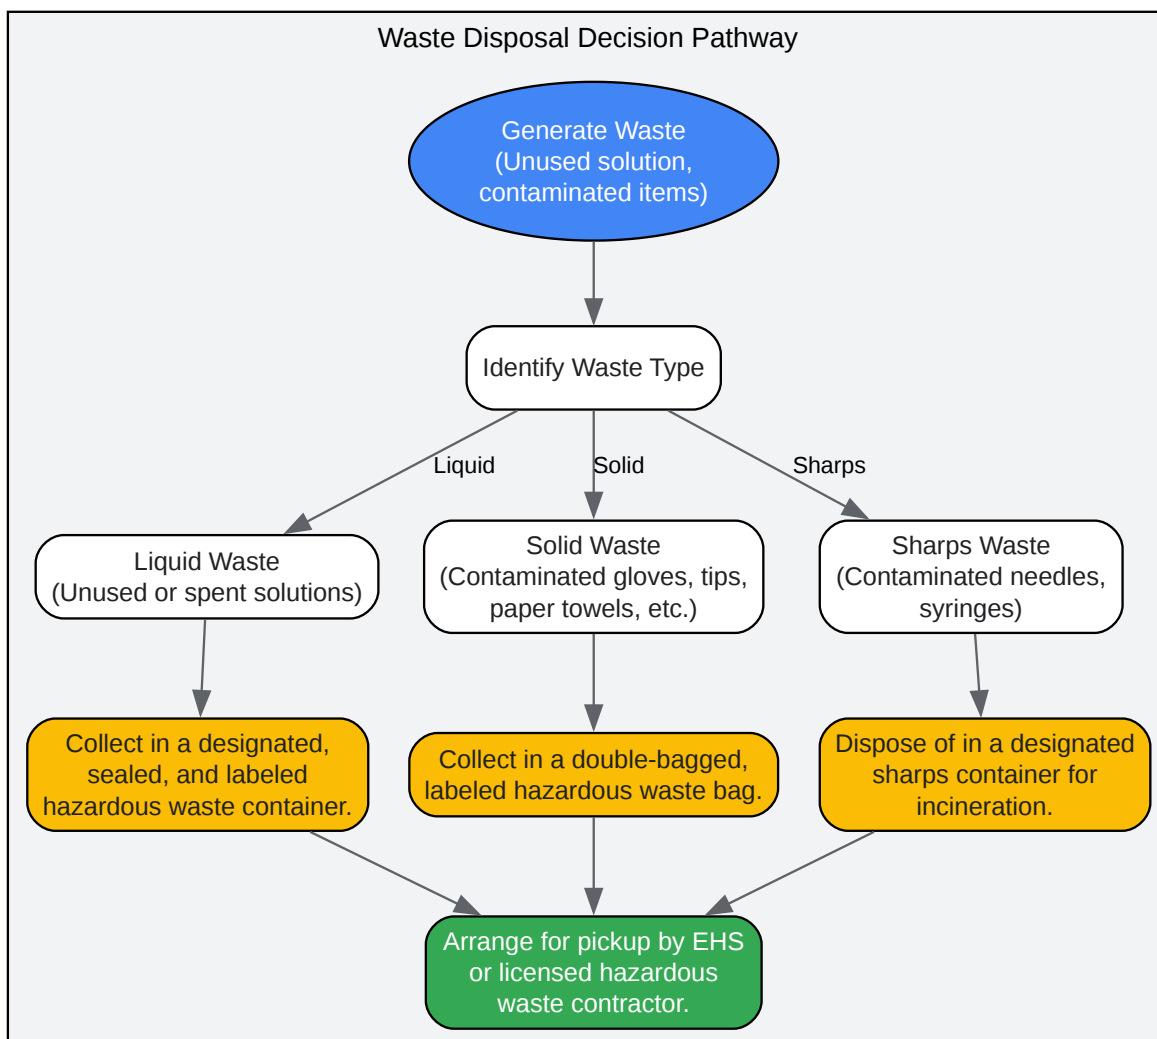 Waste Disposal Decision Pathway
Generate Waste
(Unused solution,
contaminated items)
Identify Waste Type
Liquid
Solid
Sharps
Liquid Waste
(Unused or spent solutions)
Solid Waste
(Contaminated gloves, tips,
paper towels, etc.)
Sharps Waste
(Contaminated needles,
syringes)
Collect in a designated,
sealed, and labeled
hazardous waste container.
Collect in a double-bagged,
labeled hazardous waste bag.
Dispose of in a designated
sharps container for
incineration.
Arrange for pickup by EHS
or licensed hazardous
waste contractor.